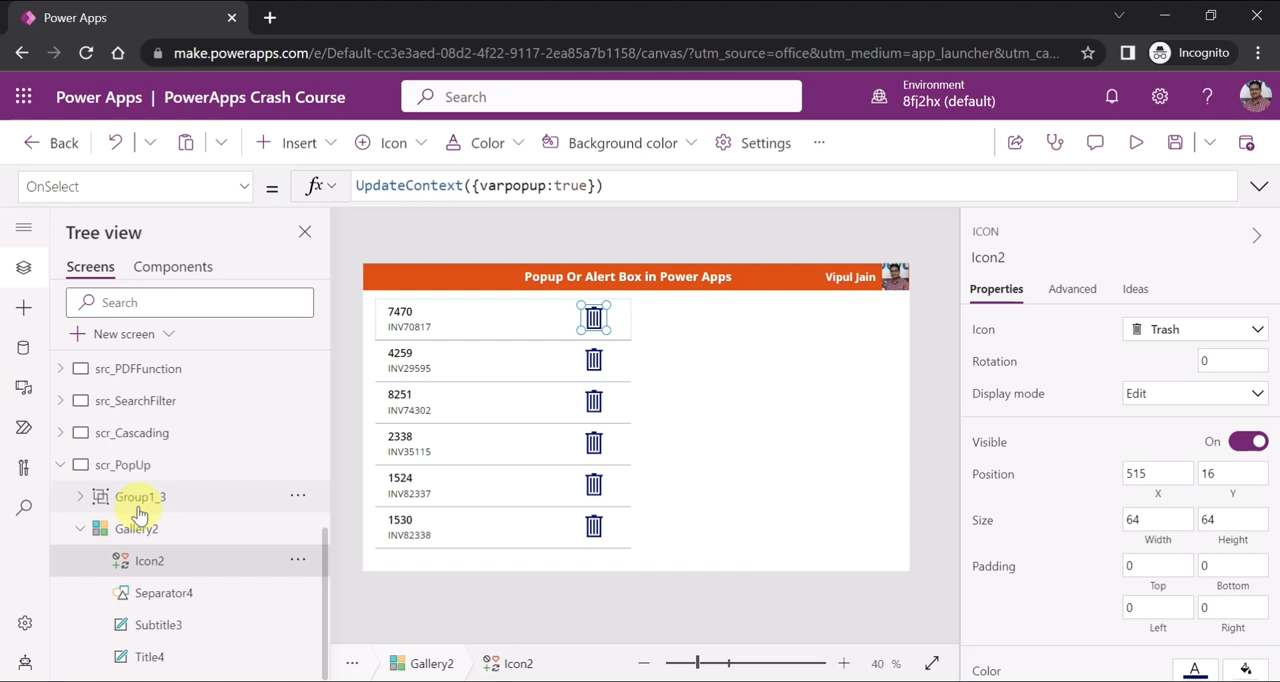 Power Apps
make.powerapps.com/e/Default-cc3e3aed-08d2-4f22-9117-2ea85a7b1158/canvas/?utm_source=office&utm_medium=app_launcher&utm_ca...
Incognito
Power Apps | PowerApps Crash Course
Search
Environment
8fj2hx (default)
Back
Insert
Icon
Color
Background color
Settings
OnSelect
=
fx
UpdateContext({varpopup:true})
Tree view
Screens
Components
Search
New screen
src_PDFFunction
src_SearchFilter
scr_Cascading
scr_PopUp
Group1_3
Gallery2
Icon2
Separator4
Subtitle3
Title4
Popup Or Alert Box in Power Apps
Vipul Jain
7470
INV70817
4259
INV29595
8251
INV74302
2338
INV35115
1524
INV82337
1530
INV82338
Gallery2
Icon2
40 %
ICON
Icon2
Properties
Advanced
Ideas
Icon
Trash
Rotation
0
Display mode
Edit
Visible
On
Position
515
16
X
Y
Size
64
64
Width
Height
Padding
0
0
Top
Bottom
0
0
Left
Right
Color
A